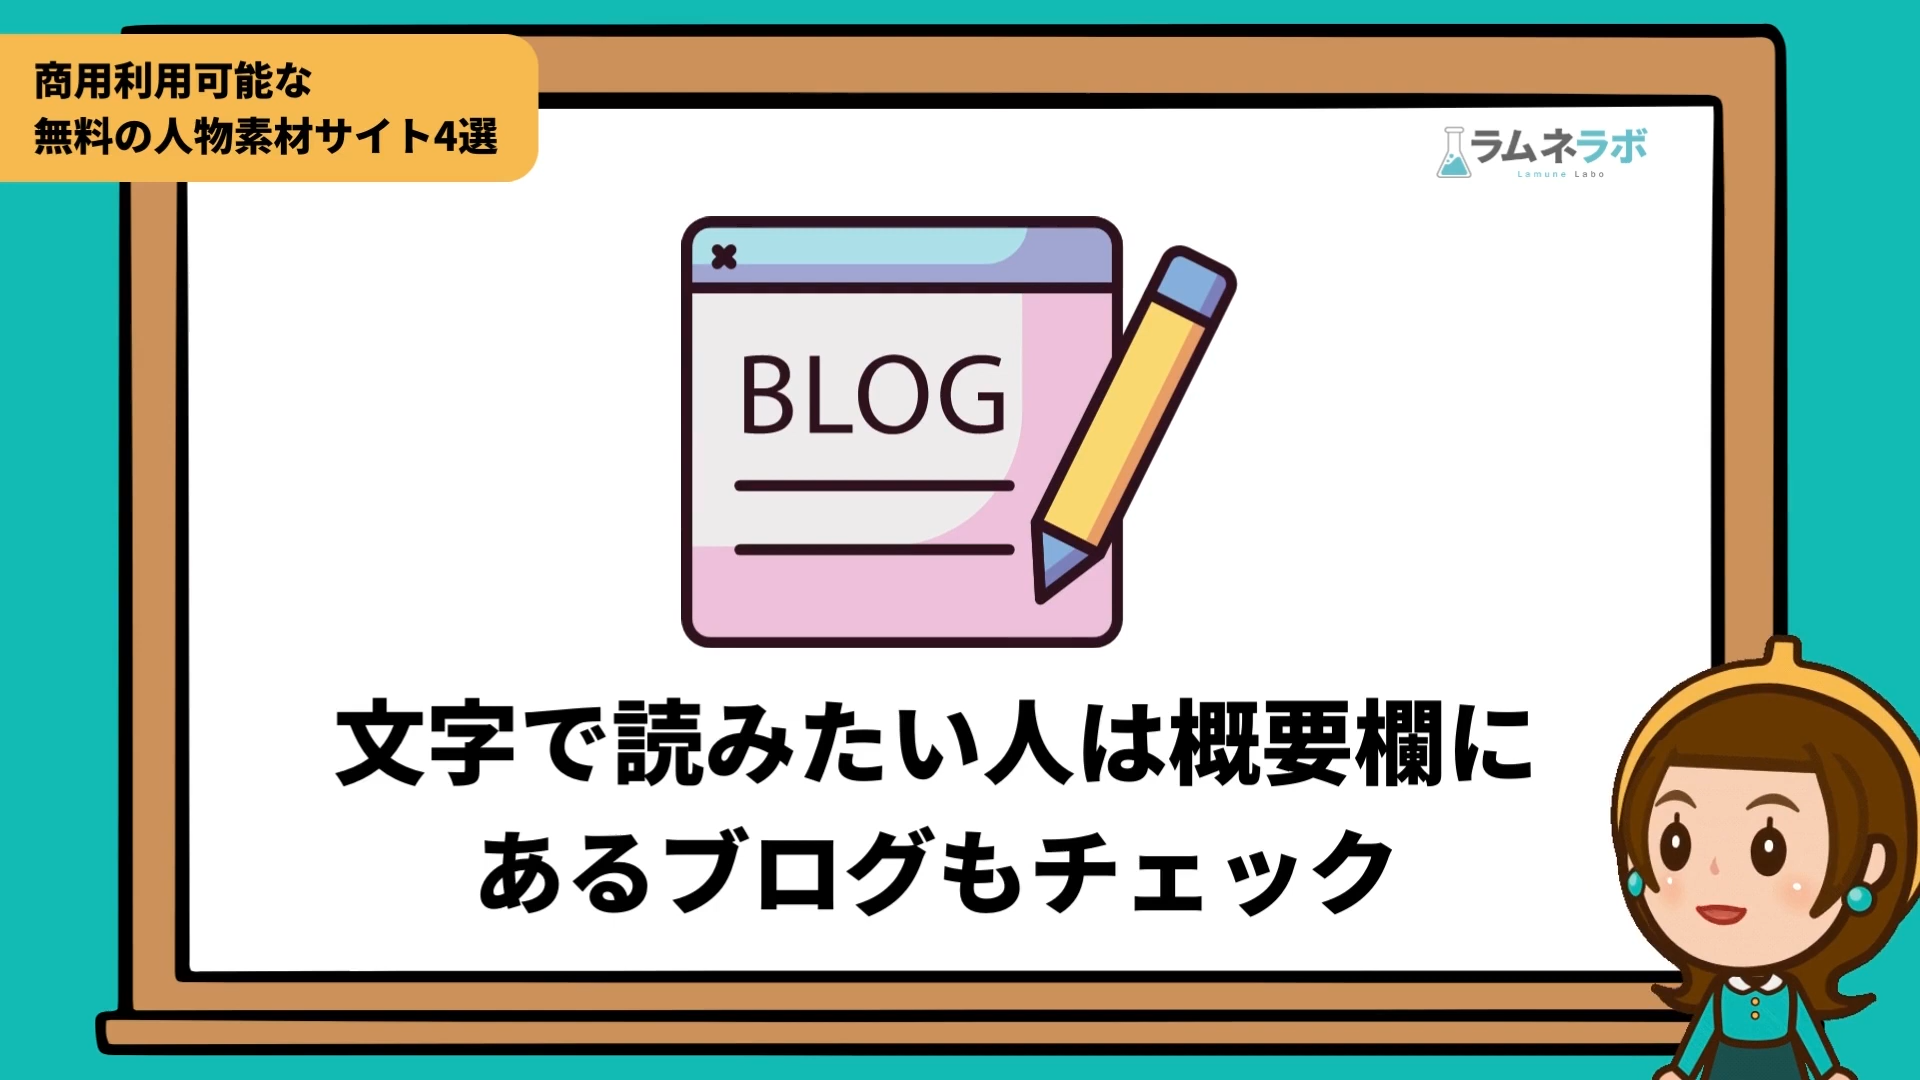 商用利用可能な
無料の人物素材サイト4選
ラムネラボ
Lamune Labo
BLOG
文字で読みたい人は概要欄に
あるブログもチェック